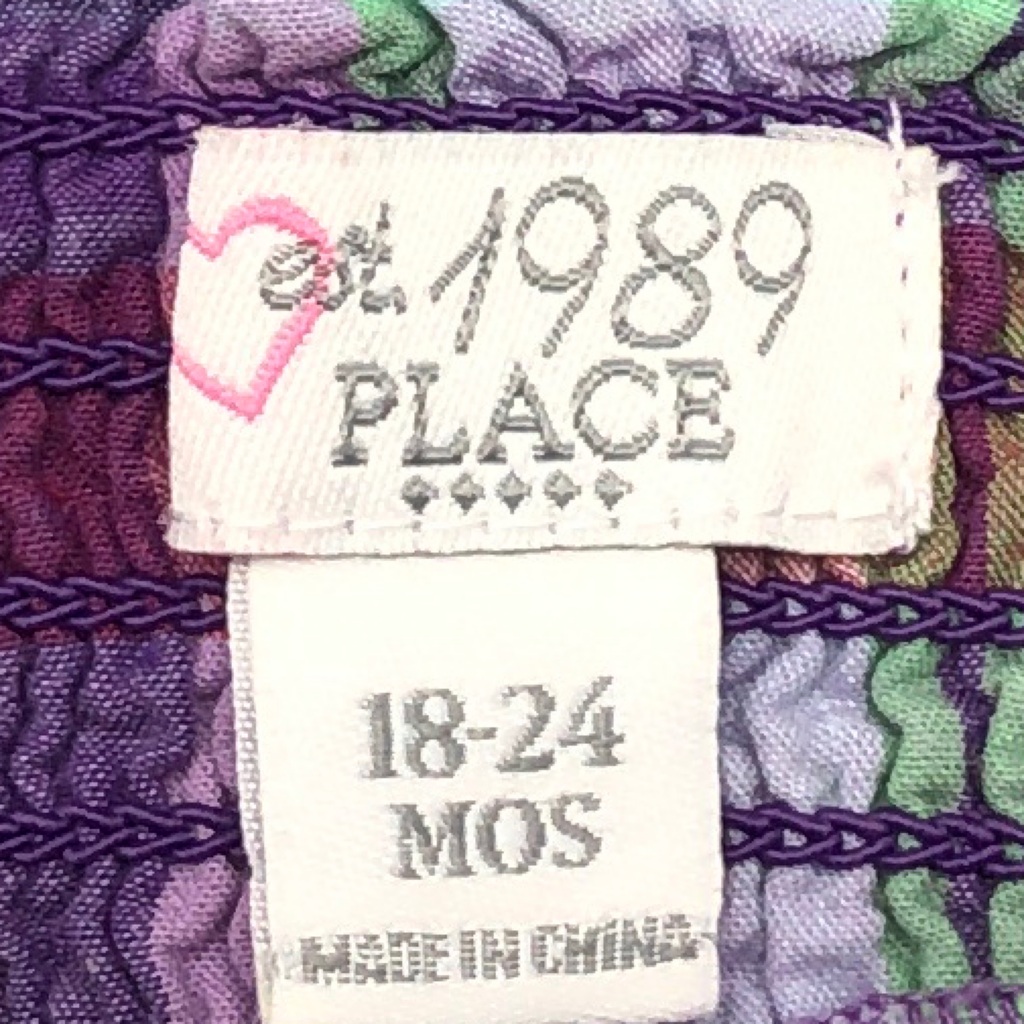 est. 1989
PLACE
18-24
MOS
MADE IN CHINA